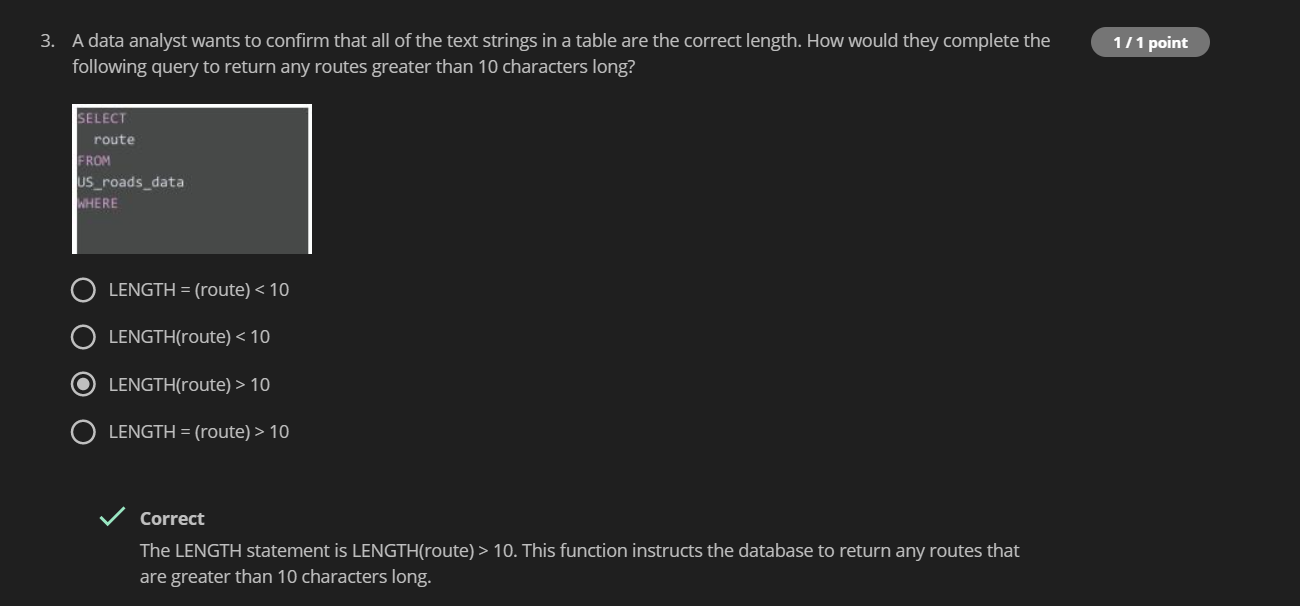 3. A data analyst wants to confirm that all of the text strings in a table are the correct length. How would they complete the
1 / 1 point
following query to return any routes greater than 10 characters long?
SELECT
route
FROM
US_roads_data
WHERE
LENGTH = (route) < 10
LENGTH(route) < 10
LENGTH(route) > 10
LENGTH = (route) > 10
Correct
The LENGTH statement is LENGTH(route) > 10. This function instructs the database to return any routes that
are greater than 10 characters long.